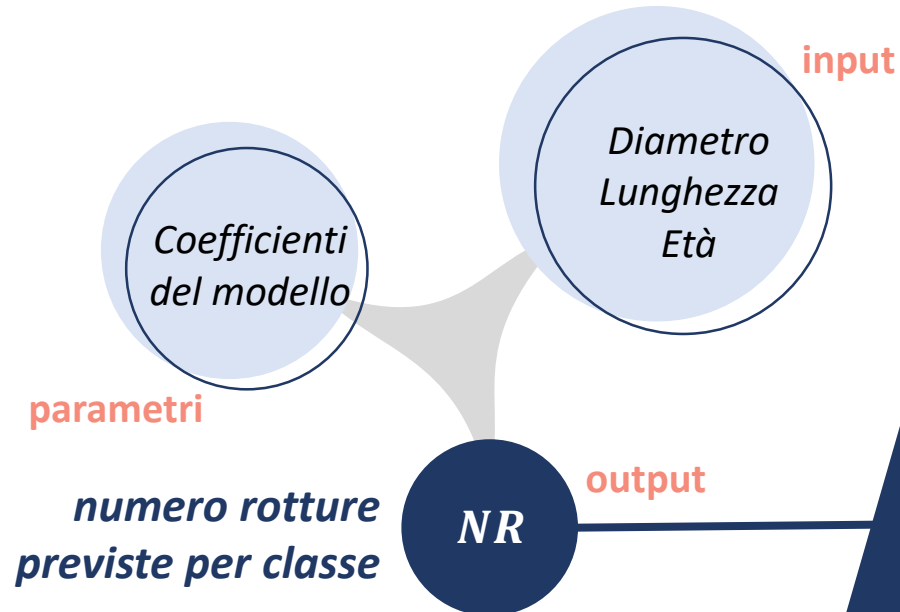 input
Diametro
Lunghezza
Età
Coefficienti
del modello
parametri
output
numero rotture
previste per classe
NR